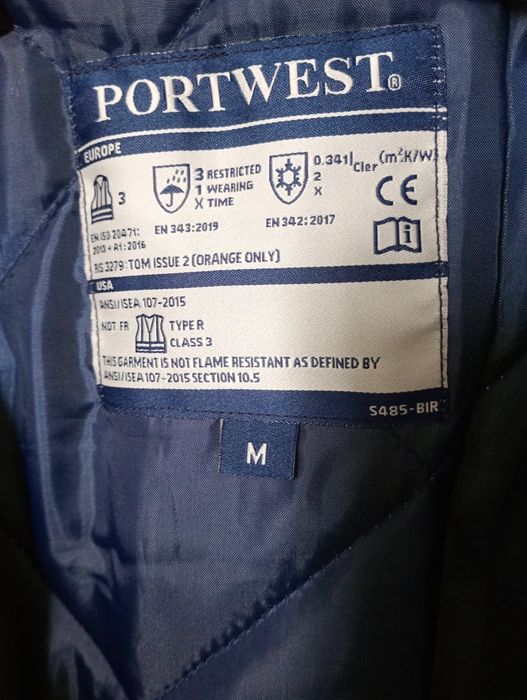 PORTWEST®
EUROPE
3
3 RESTRICTED
1 WEARING
X TIME
0.341 Icler (m².K/W)
2
X
CE
i
EN ISO 20471:
2013 + A1:2016
EN 343:2019
EN 342:2017
RIS 3279:TOM ISSUE 2 (ORANGE ONLY)
USA
ANSI/ISEA 107-2015
NOT FR
TYPE R
CLASS 3
THIS GARMENT IS NOT FLAME RESISTANT AS DEFINED BY
ANSI/ISEA 107-2015 SECTION 10.5
S485-BIR
M